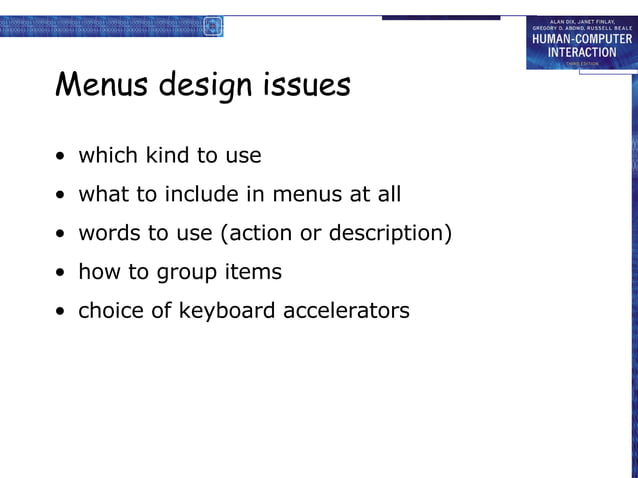 ALAN DIX, JANET FINLAY,
GREGORY D. ABOWD, RUSSELL BEALE
HUMAN-COMPUTER
INTERACTION
THIRD EDITION
Menus design issues
• which kind to use
• what to include in menus at all
• words to use (action or description)
• how to group items
• choice of keyboard accelerators